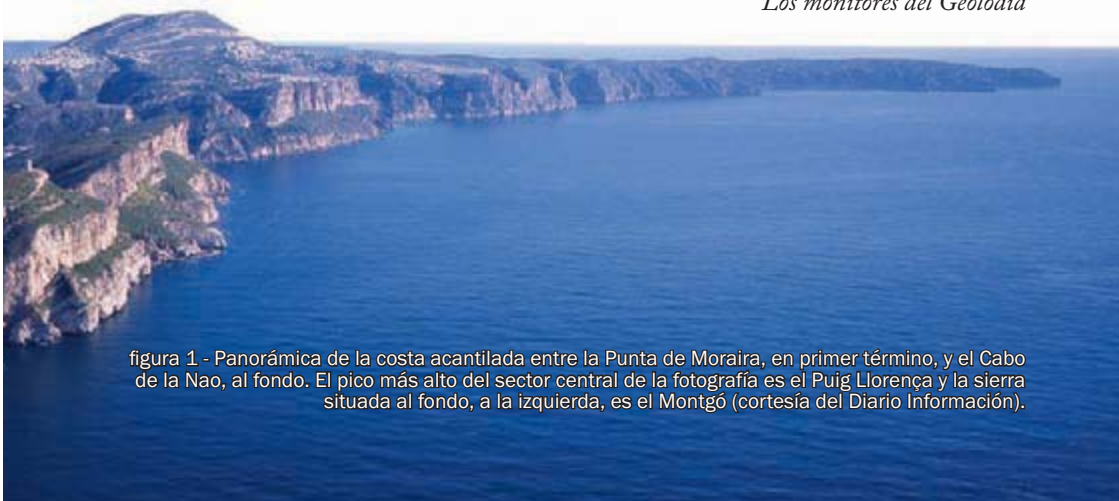 Los monitores del Geolodía
figura 1 - Panorámica de la costa acantilada entre la Punta de Moraira, en primer término, y el Cabo
de la Nao, al fondo. El pico más alto del sector central de la fotografía es el Puig Llorença y la sierra
situada al fondo, a la izquierda, es el Montgó (cortesía del Diario Información).